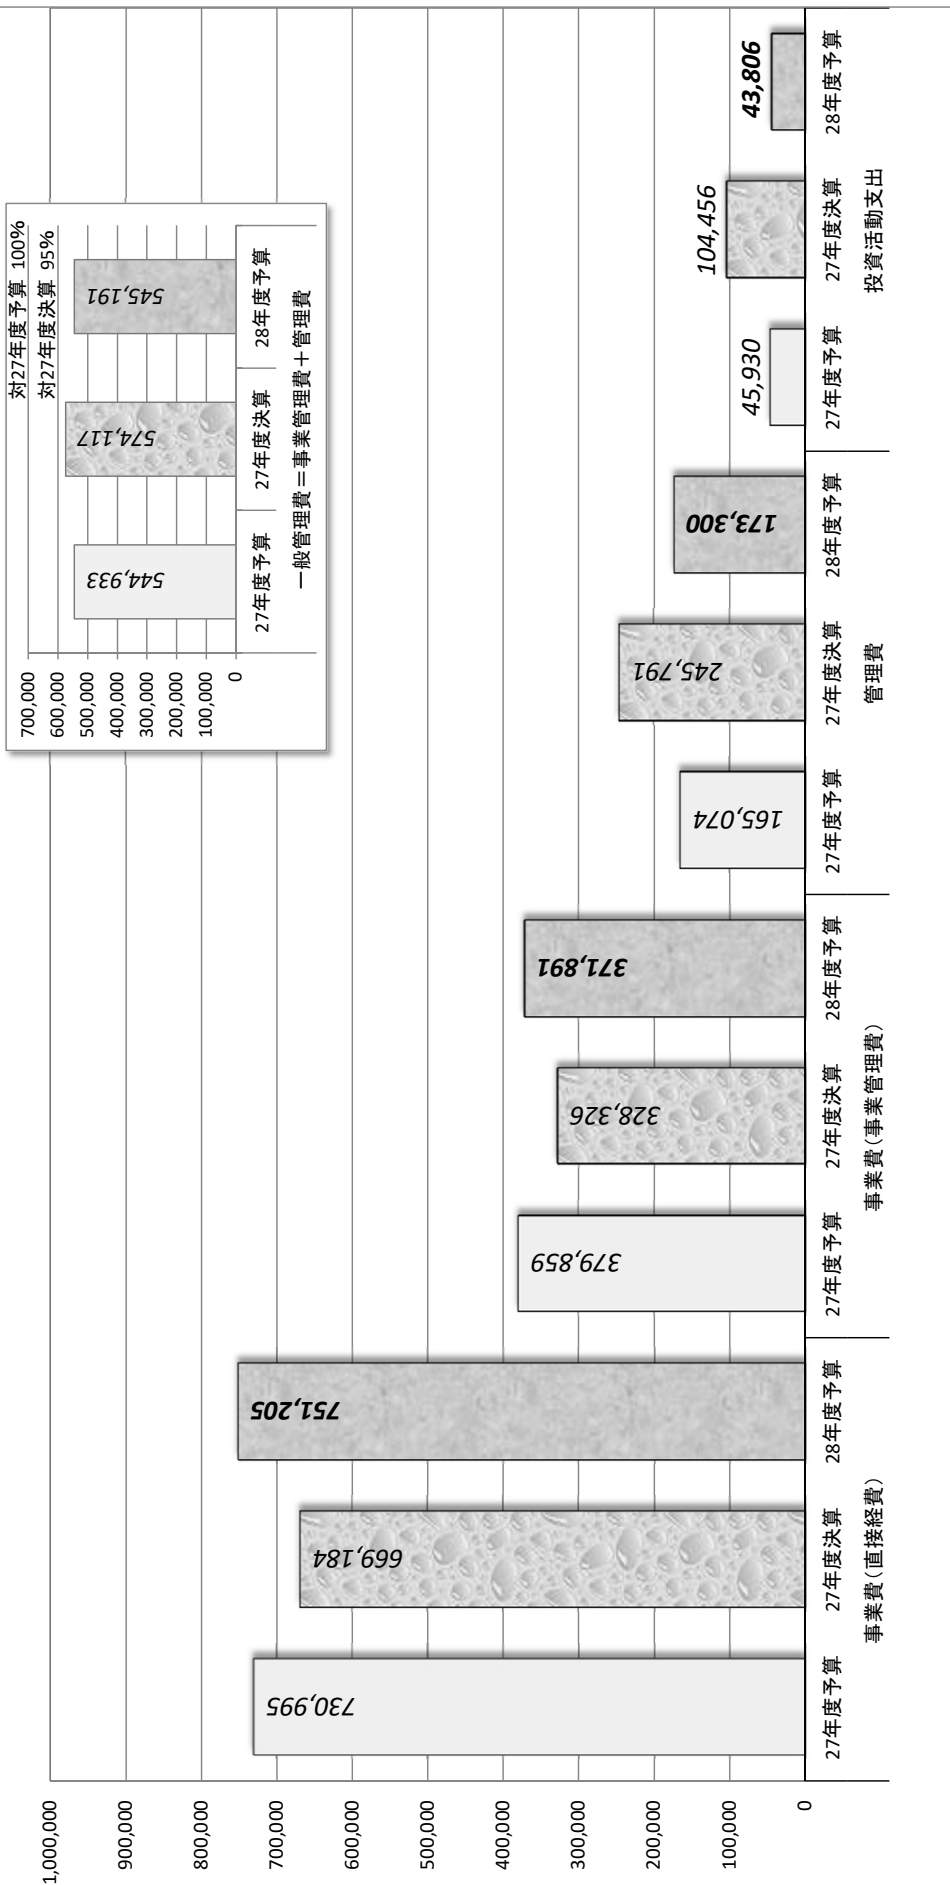 1,000,000
900,000
800,000
700,000
600,000
500,000
400,000
300,000
200,000
100,000
0
730,995
669,184
751,205
379,859
328,326
371,891
165,074
245,791
173,300
45,930
104,456
43,806
27年度予算
27年度決算
28年度予算
27年度予算
27年度決算
28年度予算
27年度予算
27年度決算
28年度予算
27年度予算
27年度決算
28年度予算
事業費(直接経費)
事業費(事業管理費)
管理費
投資活動支出
対27年度予算 100%
対27年度決算 95%
700,000
600,000
500,000
400,000
300,000
200,000
100,000
0
544,933
574,117
545,191
27年度予算
27年度決算
28年度予算
一般管理費＝事業管理費＋管理費